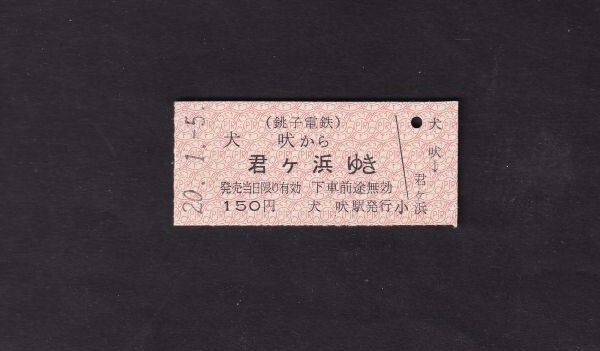 20.1.-5.
（銚子電鉄）
犬吠から
君ヶ浜ゆき
発売当日限り有効 下車前途無効
150円 犬吠駅発行
小
犬吠→君ヶ浜